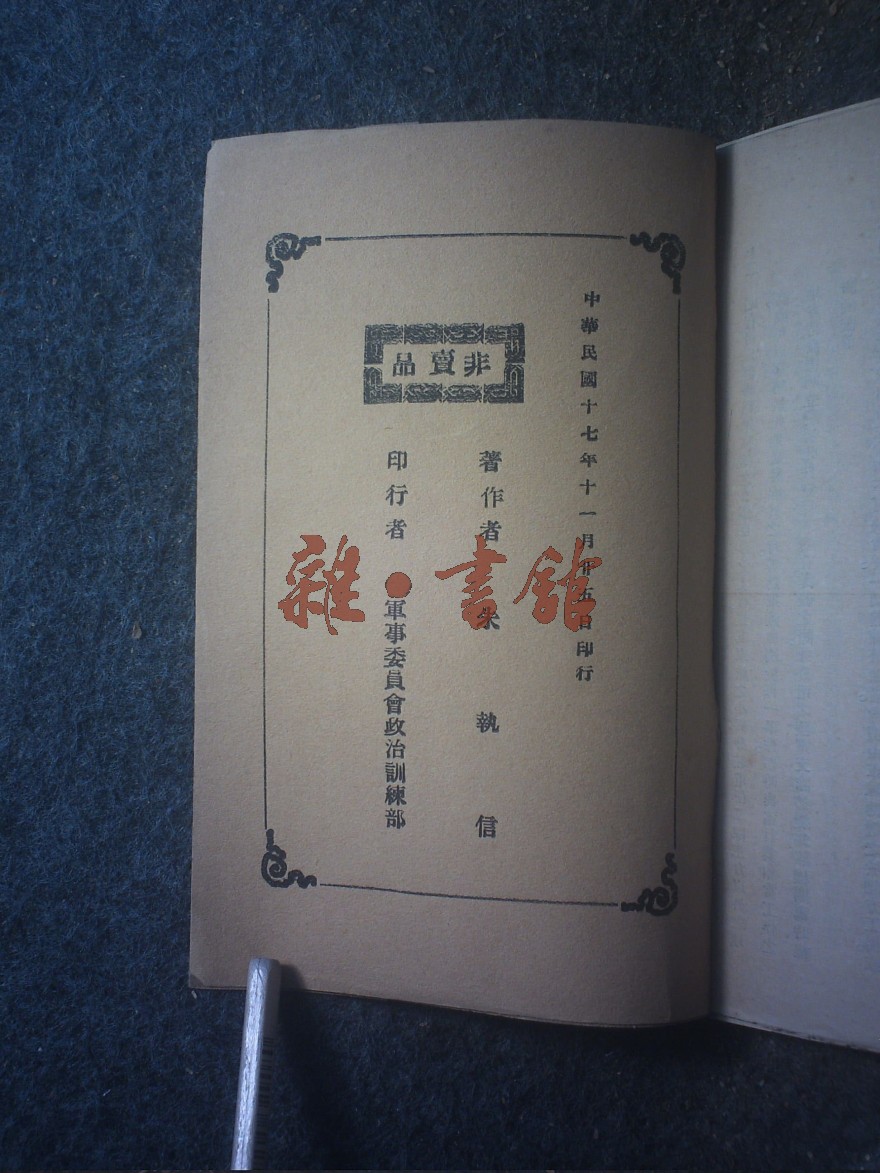 中華民國十七年十一月廿五日印行
非賣品
著作者 朱執信
印行者 軍事委員會政治訓練部
雜·書館